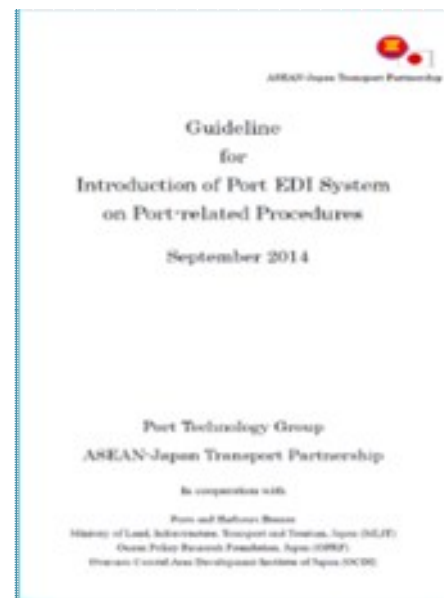 ASEAN-Japan Transport Partnership
Guideline
for
Introduction of Port EDI System
on Port-related Procedures
September 2014
Port Technology Group
ASEAN-Japan Transport Partnership
In cooperation with
Ports and Harbours Bureau
Ministry of Land, Infrastructure, Transport and Tourism, Japan (MLIT)
Ocean Policy Research Foundation, Japan (OPRF)
Overseas Coastal Area Development Institute of Japan (OCDI)